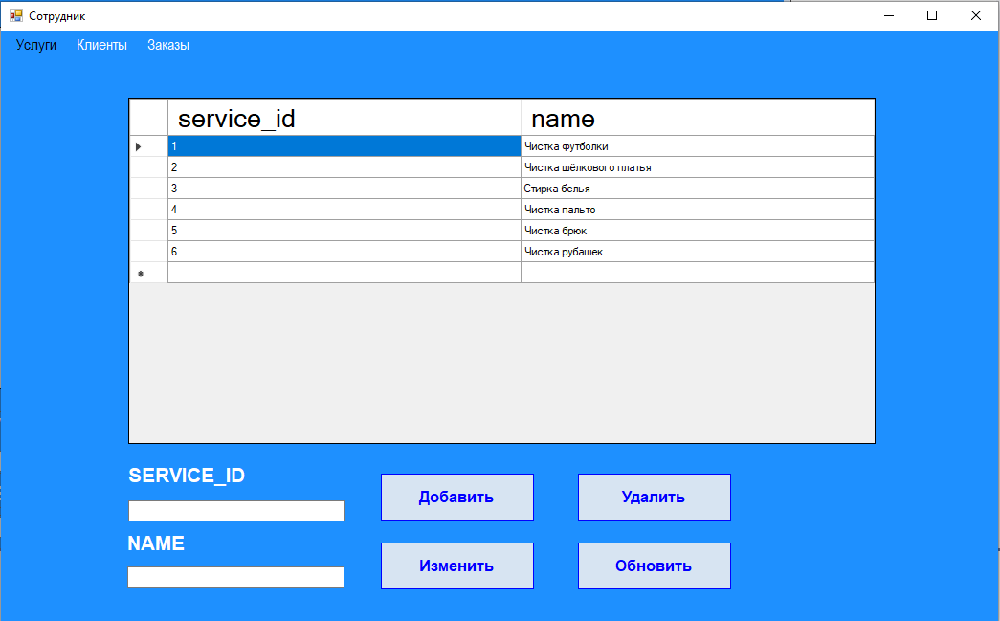 Сотрудник
Услуги Клиенты Заказы
service_id name
1 Чистка футболки
2 Чистка шёлкового платья
3 Стирка белья
4 Чистка пальто
5 Чистка брюк
6 Чистка рубашек
SERVICE_ID
Добавить Удалить
NAME
Изменить Обновить